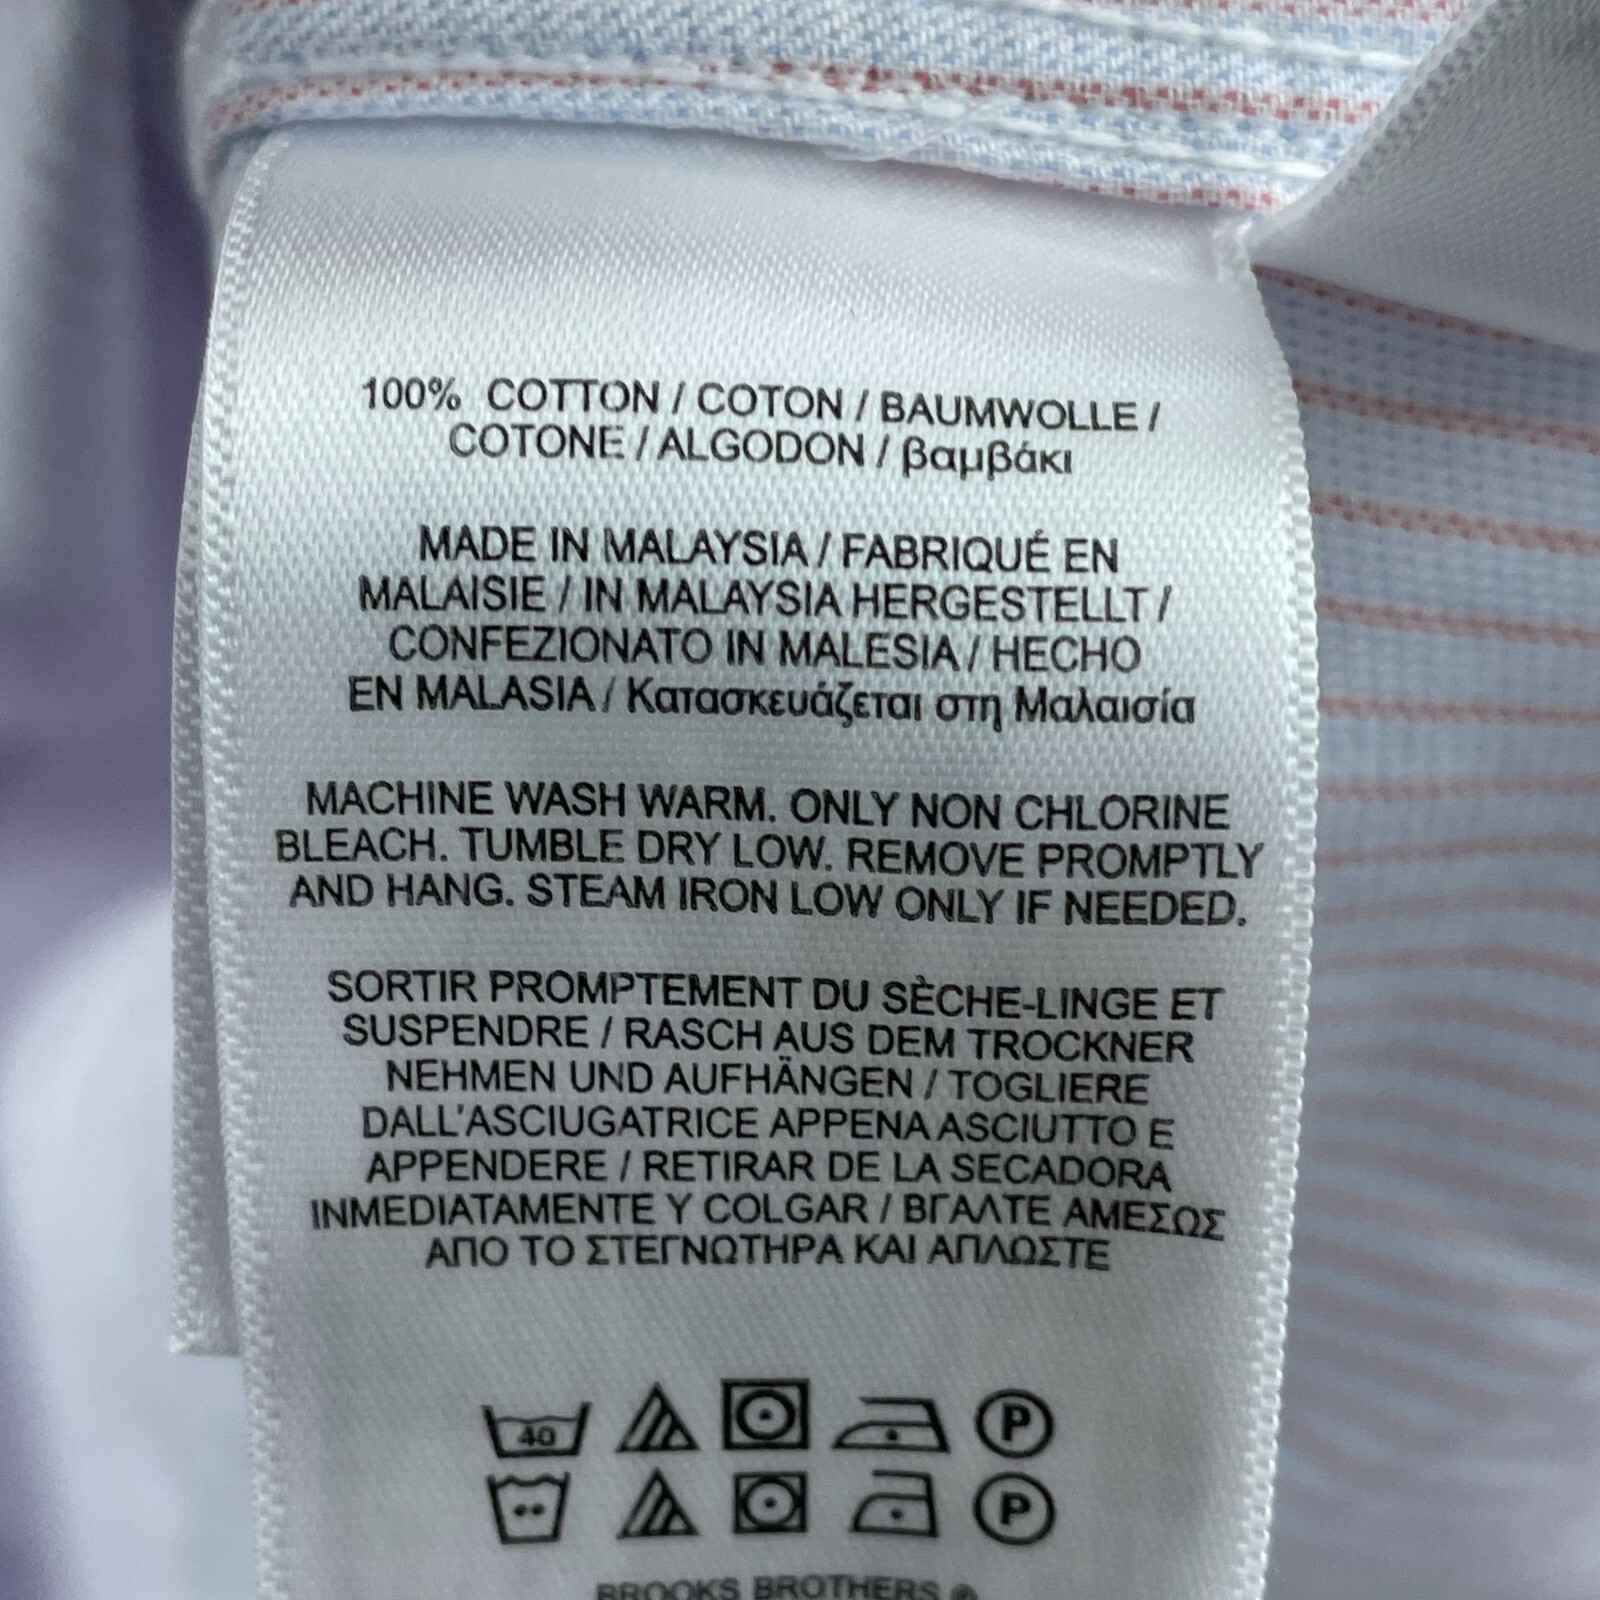 100% COTTON / COTON / BAUMWOLLE /
COTONE / ALGODON / βαμβάκι
MADE IN MALAYSIA / FABRIQUÉ EN
MALAISIE / IN MALAYSIA HERGESTELLT /
CONFEZIONATO IN MALESIA / HECHO
EN MALASIA / Κατασκευάζεται στη Μαλαισία
MACHINE WASH WARM. ONLY NON CHLORINE
BLEACH. TUMBLE DRY LOW. REMOVE PROMPTLY
AND HANG. STEAM IRON LOW ONLY IF NEEDED.
SORTIR PROMPTEMENT DU SÈCHE-LINGE ET
SUSPENDRE / RASCH AUS DEM TROCKNER
NEHMEN UND AUFHÄNGEN / TOGLIERE
DALL'ASCIUGATRICE APPENA ASCIUTTO E
APPENDERE / RETIRAR DE LA SECADORA
INMEDIATAMENTE Y COLGAR / ΒΓΑΛΤΕ ΑΜΕΣΩΣ
ΑΠΟ ΤΟ ΣΤΕΓΝΩΤΗΡΑ ΚΑΙ ΑΠΛΩΣΤΕ
40 P
P
BROOKS BROTHERS ®